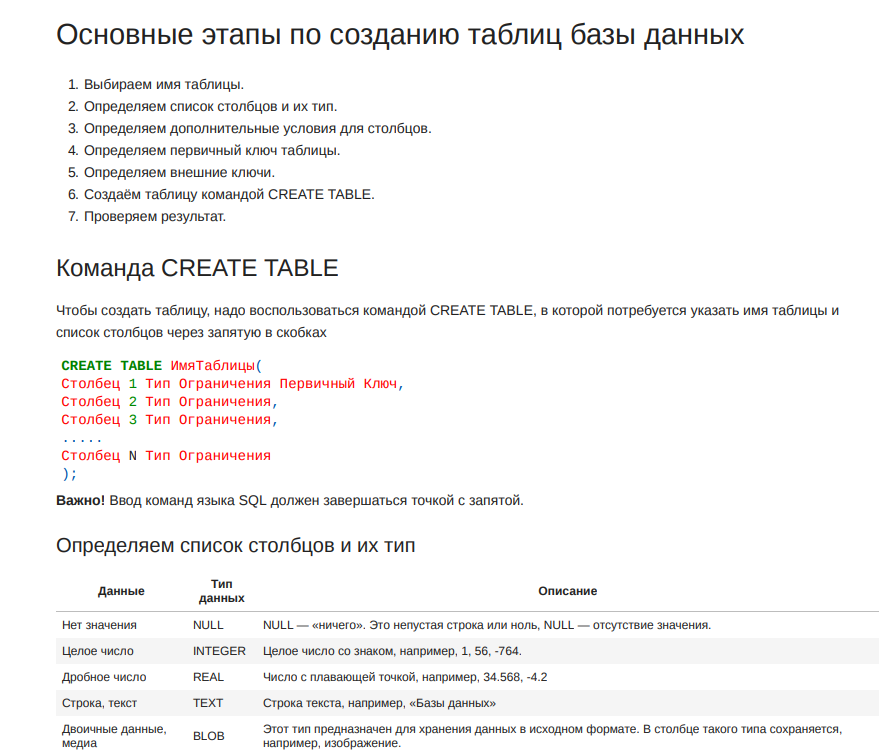 Основные этапы по созданию таблиц базы данных
1. Выбираем имя таблицы.
2. Определяем список столбцов и их тип.
3. Определяем дополнительные условия для столбцов.
4. Определяем первичный ключ таблицы.
5. Определяем внешние ключи.
6. Создаём таблицу командой CREATE TABLE.
7. Проверяем результат.
Команда CREATE TABLE
Чтобы создать таблицу, надо воспользоваться командой CREATE TABLE, в которой потребуется указать имя таблицы и
список столбцов через запятую в скобках
CREATE TABLE ИмяТаблицы(
Столбец 1 Тип Ограничения Первичный Ключ,
Столбец 2 Тип Ограничения,
Столбец 3 Тип Ограничения,
.....
Столбец N Тип Ограничения
);
Важно! Ввод команд языка SQL должен завершаться точкой с запятой.
Определяем список столбцов и их тип
Данные Тип данных Описание
Нет значения NULL NULL — «ничего». Это непустая строка или ноль, NULL — отсутствие значения.
Целое число INTEGER Целое число со знаком, например, 1, 56, -764.
Дробное число REAL Число с плавающей точкой, например, 34.568, -4.2
Строка, текст TEXT Строка текста, например, «Базы данных»
Двоичные данные, медиа BLOB Этот тип предназначен для хранения данных в исходном формате. В столбце такого типа сохраняется,
например, изображение.